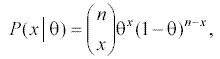 P(x | θ) = (n x) θ^x (1 – θ)^{n–x},